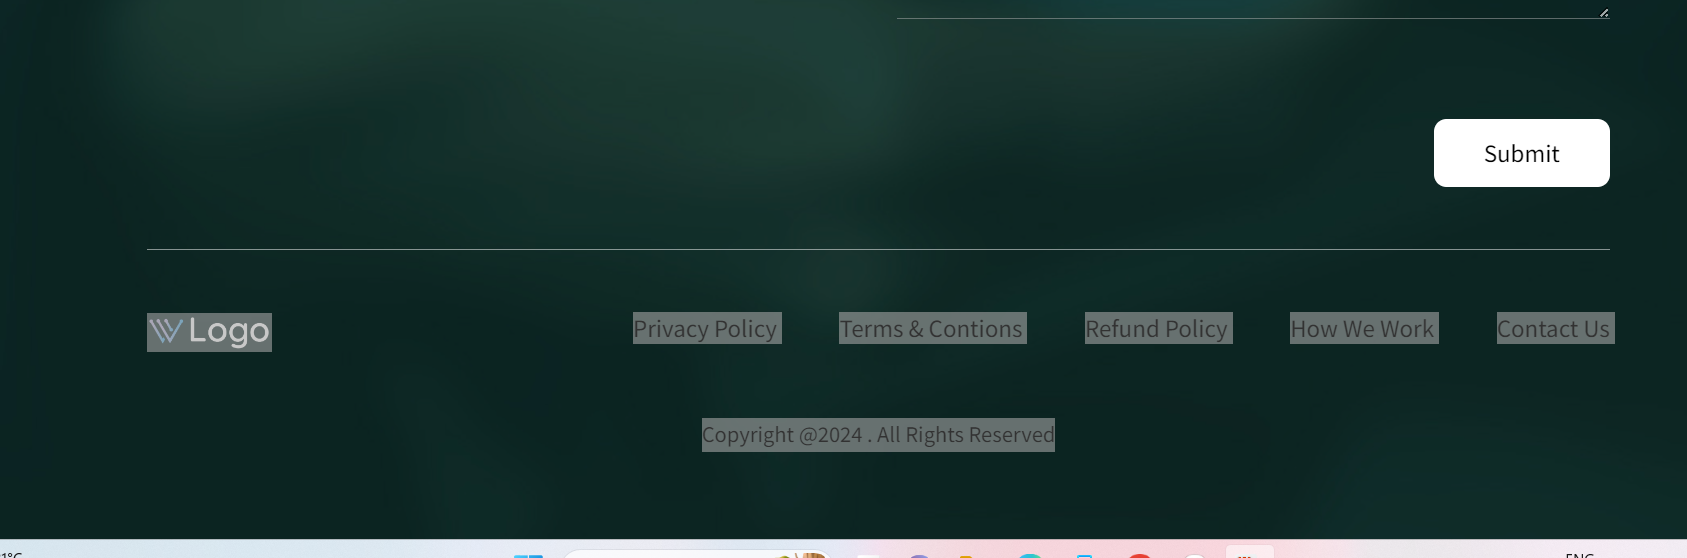 Submit
Logo
Privacy Policy Terms & Contions Refund Policy How We Work Contact Us
Copyright @2024 . All Rights Reserved